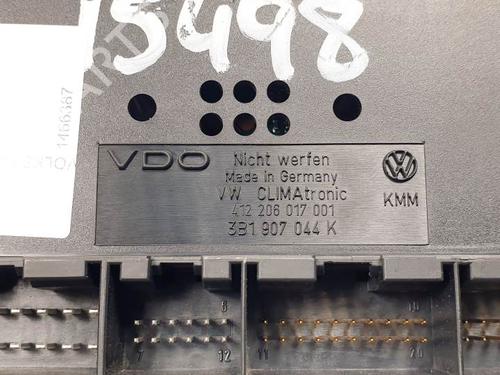 15498
1466387
VDO
Nicht werfen
Made in Germany
VW CLIMAtronic
412 206 017 001
3B1 907 044 K
KMM
6
7
12
11
20